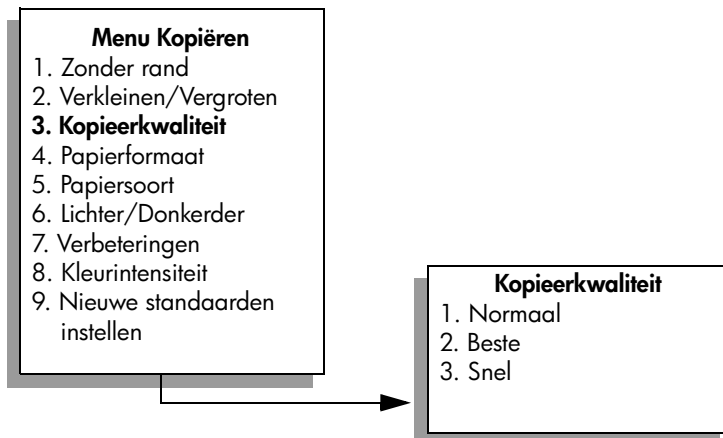 Menu Kopiëren
1. Zonder rand
2. Verkleinen/Vergroten
3. Kopieerkwaliteit
4. Papierformaat
5. Papiersoort
6. Lichter/Donkerder
7. Verbeteringen
8. Kleurintensiteit
9. Nieuwe standaarden
instellen
Kopieerkwaliteit
1. Normaal
2. Beste
3. Snel